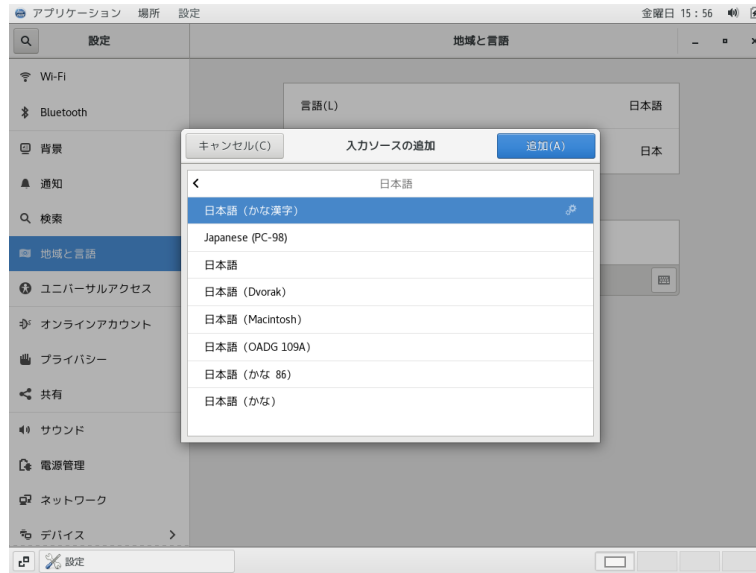 アプリケーション 場所 設定 金曜日 15：56
設定 地域と言語
Wi-Fi
Bluetooth
背景
通知
検索
地域と言語
ユニバーサルアクセス
オンラインアカウント
プライバシー
共有
サウンド
電源管理
ネットワーク
デバイス
言語(L) 日本語
日本
キャンセル(C) 入力ソースの追加 追加(A)
日本語
日本語（かな漢字）
Japanese (PC-98)
日本語
日本語（Dvorak）
日本語（Macintosh）
日本語（OADG 109A）
日本語（かな 86）
日本語（かな）
設定